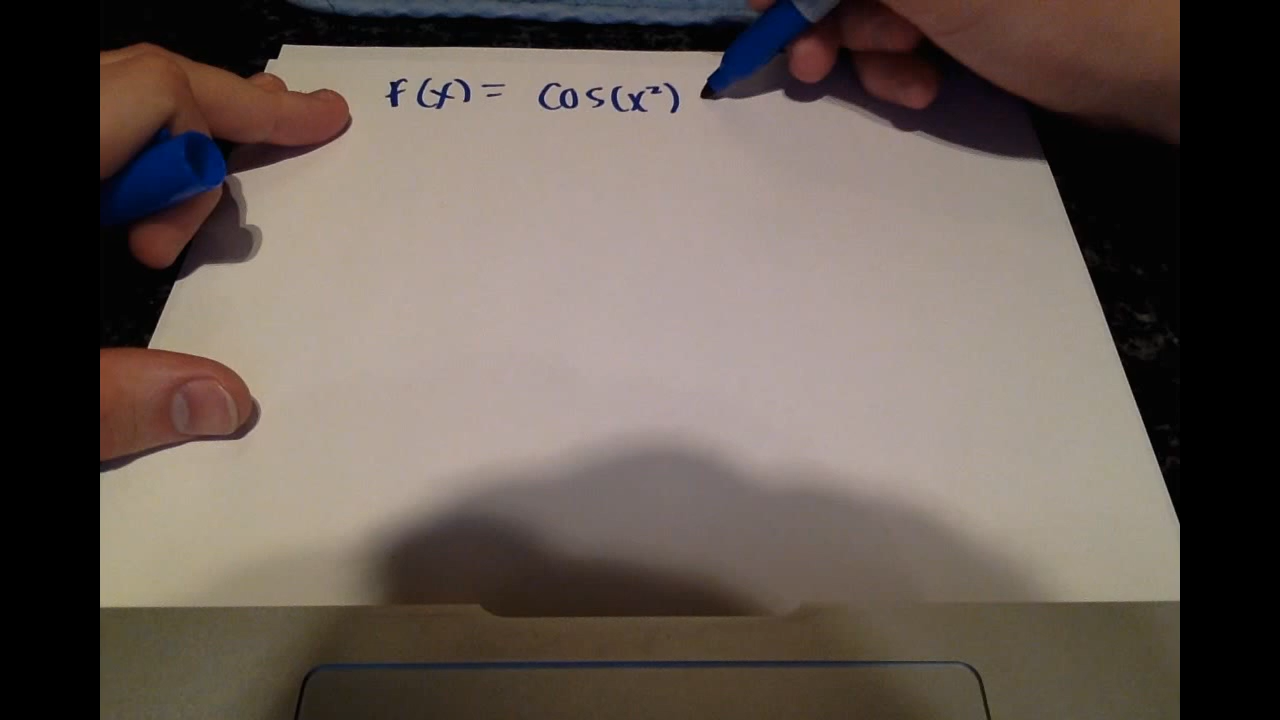 f(x) = cos(x²)